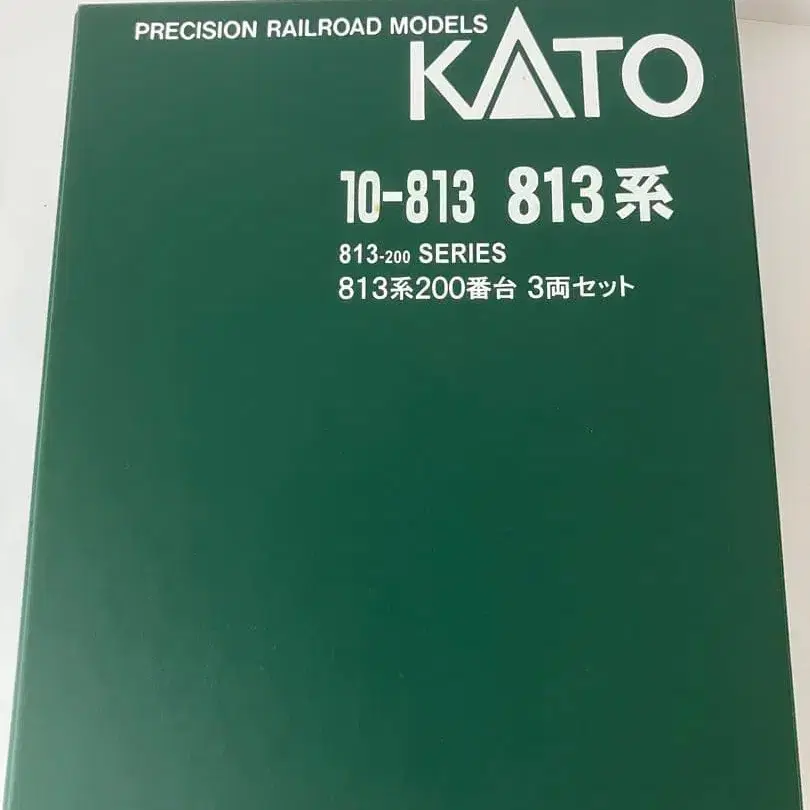 PRECISION RAILROAD MODELS
KATO
10-813 813系
813-200 SERIES
813系200番台 3両セット